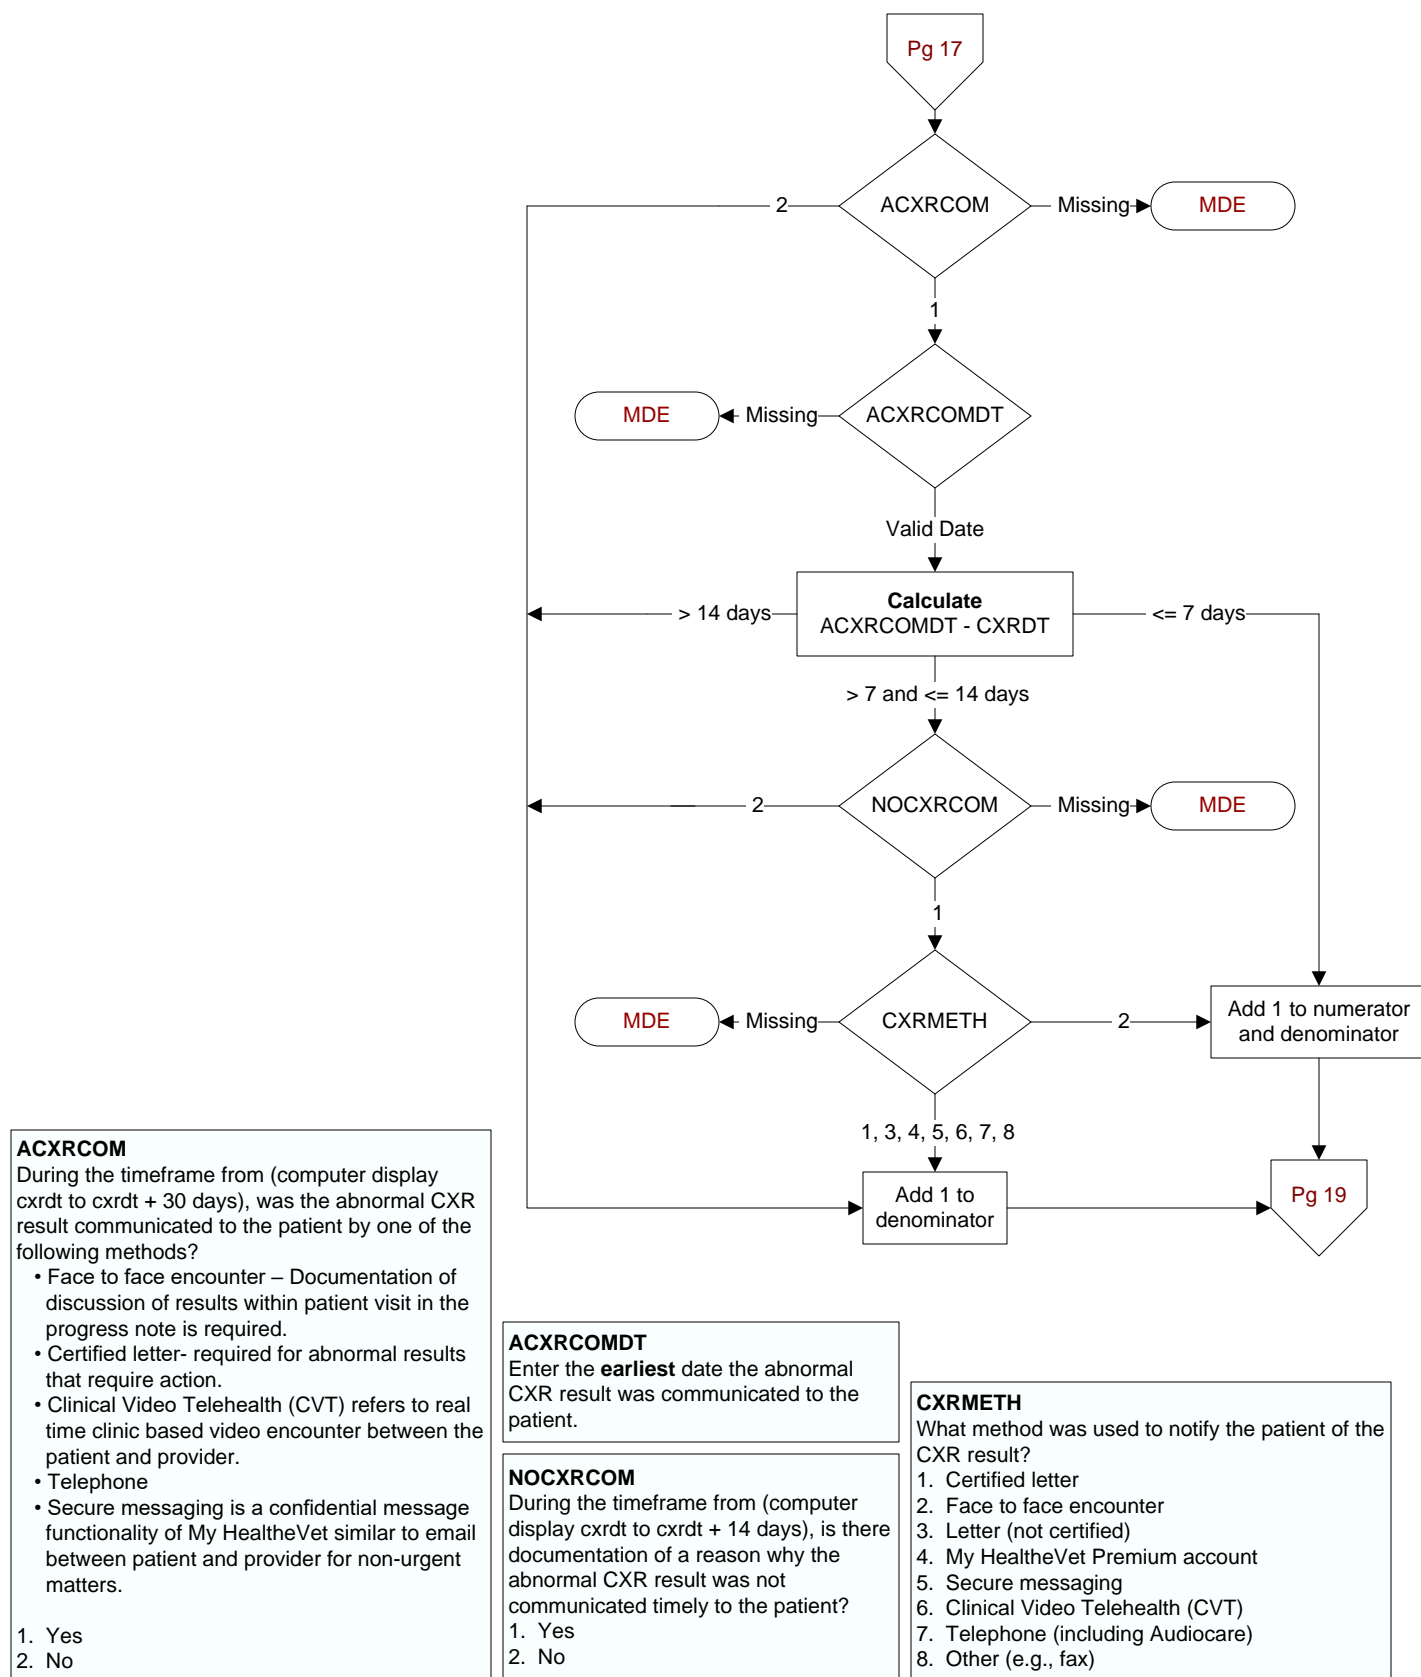 Pg 17
2
ACXRCOM
Missing
MDE
1
MDE
Missing
ACXRCOMDT
Valid Date
> 14 days
Calculate
ACXRCOMDT - CXRDT
<= 7 days
> 7 and <= 14 days
2
NOCXRCOM
Missing
MDE
1
MDE
Missing
CXRMETH
2
Add 1 to numerator
and denominator
1, 3, 4, 5, 6, 7, 8
Add 1 to
denominator
Pg 19
ACXRCOM
During the timeframe from (computer display
cxrdt to cxrdt + 30 days), was the abnormal CXR
result communicated to the patient by one of the
following methods?
• Face to face encounter – Documentation of
discussion of results within patient visit in the
progress note is required.
• Certified letter- required for abnormal results
that require action.
• Clinical Video Telehealth (CVT) refers to real
time clinic based video encounter between the
patient and provider.
• Telephone
• Secure messaging is a confidential message
functionality of My HealtheVet similar to email
between patient and provider for non-urgent
matters.
1. Yes
2. No
ACXRCOMDT
Enter the earliest date the abnormal
CXR result was communicated to the
patient.
NOCXRCOM
During the timeframe from (computer
display cxrdt to cxrdt + 14 days), is there
documentation of a reason why the
abnormal CXR result was not
communicated timely to the patient?
1. Yes
2. No
CXRMETH
What method was used to notify the patient of the
CXR result?
1. Certified letter
2. Face to face encounter
3. Letter (not certified)
4. My HealtheVet Premium account
5. Secure messaging
6. Clinical Video Telehealth (CVT)
7. Telephone (including Audiocare)
8. Other (e.g., fax)